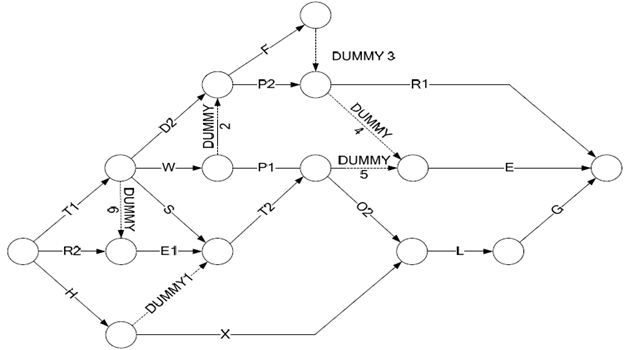 F
DUMMY 3
P2
R1
D2
DUMMY 2
DUMMY 4
W
P1
DUMMY 5
E
T1
DUMMY 6
S
T2
O2
G
R2
E1
L
H
DUMMY1
X